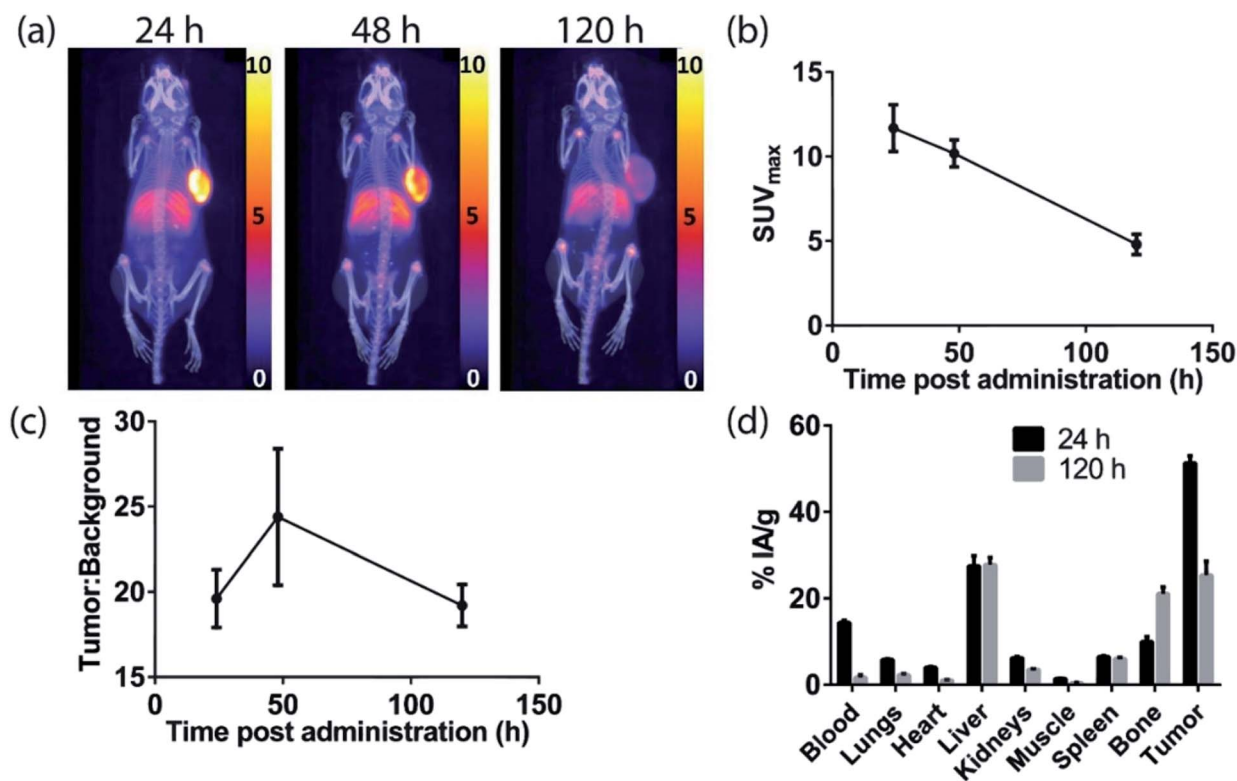 (a)
24 h
48 h
120 h
10
5
0
10
5
0
10
5
0
(b)
15
10
5
0
SUVmax
0 50 100 150
Time post administration (h)
(c)
30
25
20
15
Tumor:Background
0 50 100 150
Time post administration (h)
(d)
60
40
20
0
% IA/g
24 h
120 h
Blood
Lungs
Heart
Liver
Kidneys
Muscle
Spleen
Bone
Tumor